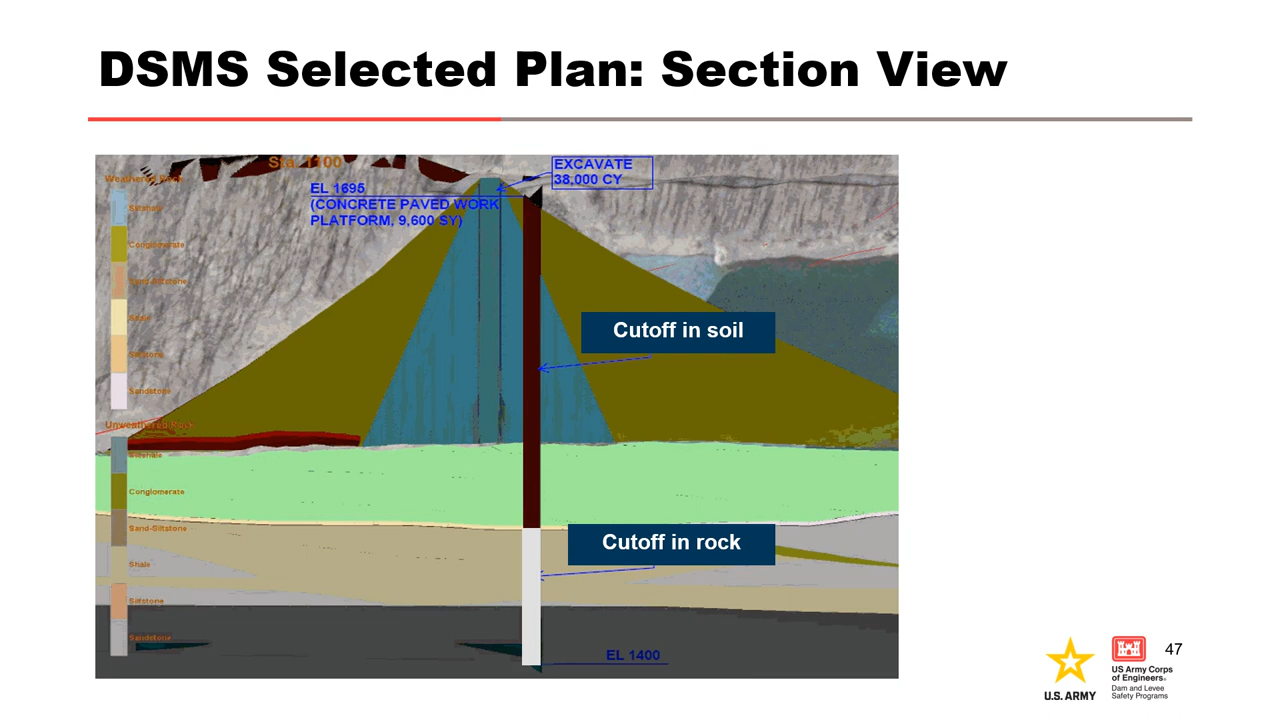 DSMS Selected Plan: Section View
Sta. 1100
EXCAVATE
38,000 CY
EL 1695
(CONCRETE PAVED WORK
PLATFORM, 9,600 SY)
Weathered Rock
Conglomerate
Sand-Siltstone
Shale
Siltstone
Sandstone
Cutoff in soil
Unweathered Rock
Conglomerate
Sand-Siltstone
Shale
Siltstone
Sandstone
Cutoff in rock
EL 1400
U.S. ARMY
US Army Corps
of Engineers®
Dam and Levee
Safety Programs
47